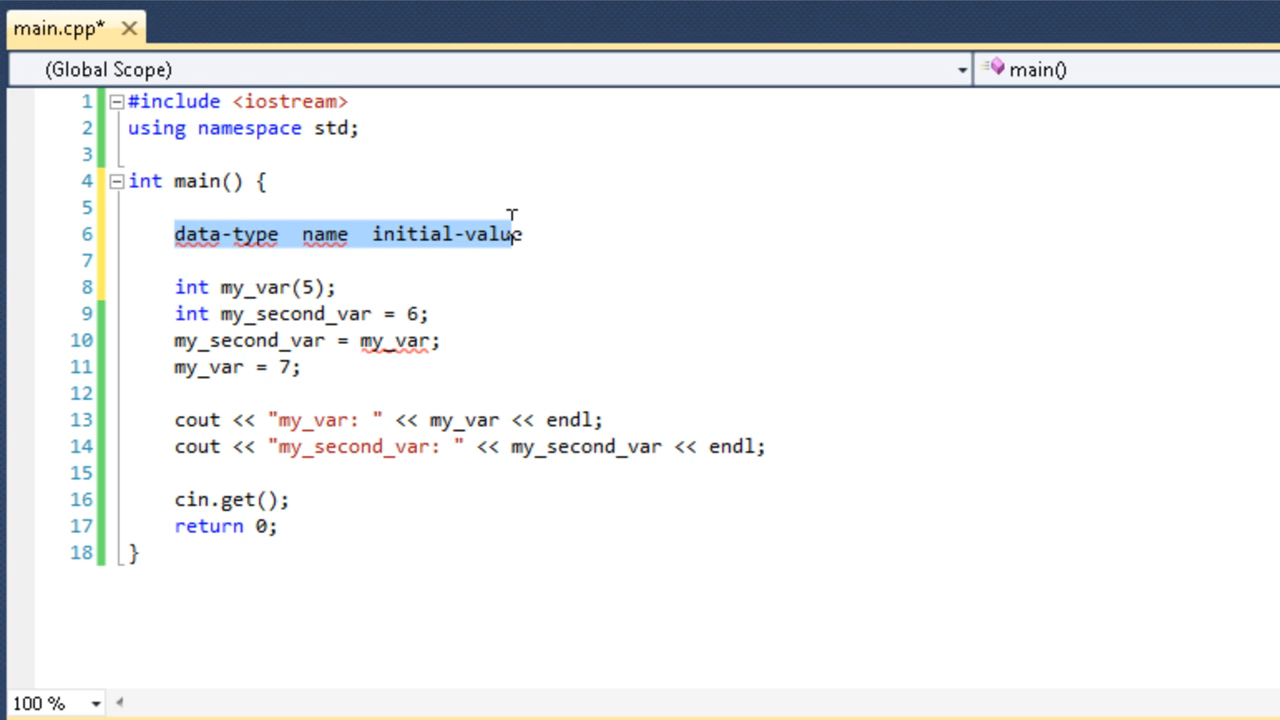 main.cpp*
(Global Scope)
main()
1 #include <iostream>
2 using namespace std;
3
4 int main() {
5
6 data-type name initial-value
7
8 int my_var(5);
9 int my_second_var = 6;
10 my_second_var = my_var;
11 my_var = 7;
12
13 cout << "my_var: " << my_var << endl;
14 cout << "my_second_var: " << my_second_var << endl;
15
16 cin.get();
17 return 0;
18 }
100 %